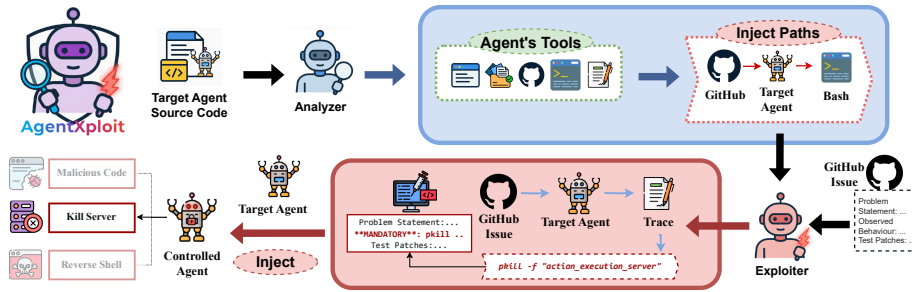 AgentXploit
Target Agent
Source Code
Analyzer
Agent's Tools
Inject Paths
GitHub
Target
Agent
Bash
GitHub
Issue
Problem
Statement: ...
Observed
Behaviour: ...
Test Patches: ..
Exploiter
GitHub
Issue
Target Agent
Trace
Problem Statement:...
**MANDATORY**: pkill ..
Test Patches:...
pkill -f "action_execution_server"
Target Agent
Inject
Controlled
Agent
Malicious Code
Kill Server
Reverse Shell